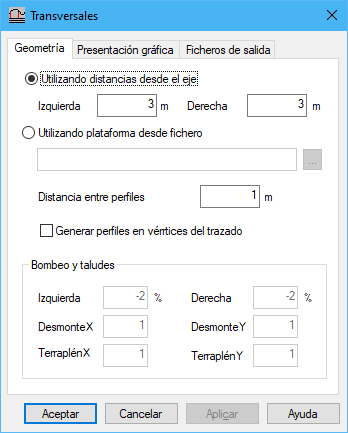 Transversales
Geometría Presentación gráfica Ficheros de salida
Utilizando distancias desde el eje
Izquierda 3 m Derecha 3 m
Utilizando plataforma desde fichero
...
Distancia entre perfiles 1 m
Generar perfiles en vértices del trazado
Bombeo y taludes
Izquierda -2 % Derecha -2 %
DesmonteX 1 DesmonteY 1
TerraplénX 1 TerraplénY 1
Aceptar Cancelar Aplicar Ayuda